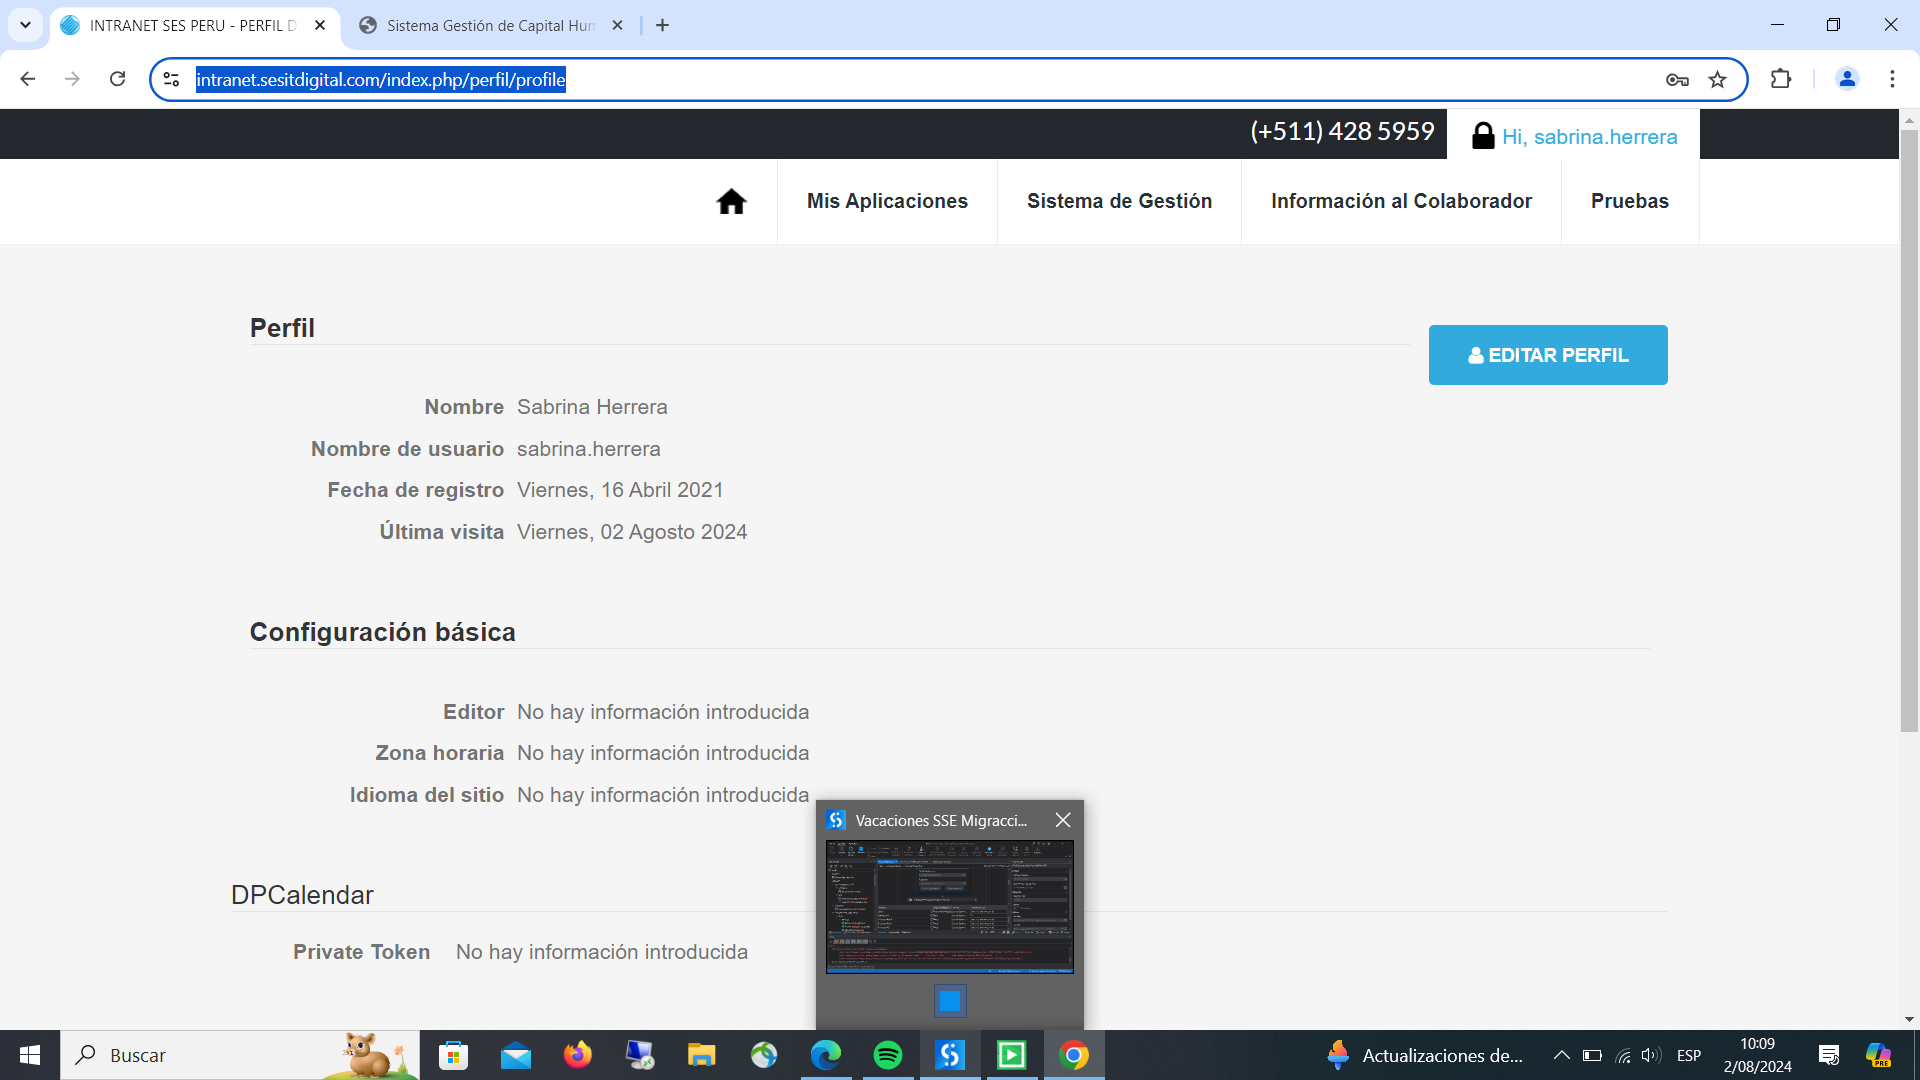 INTRANET SES PERU - PERFIL D
Sistema Gestión de Capital Hum
intranet.sesitdigital.com/index.php/perfil/profile
(+511) 428 5959
Hi, sabrina.herrera
Mis Aplicaciones
Sistema de Gestión
Información al Colaborador
Pruebas
Perfil
EDITAR PERFIL
Nombre Sabrina Herrera
Nombre de usuario sabrina.herrera
Fecha de registro Viernes, 16 Abril 2021
Última visita Viernes, 02 Agosto 2024
Configuración básica
Editor No hay información introducida
Zona horaria No hay información introducida
Idioma del sitio No hay información introducida
Vacaciones SSE Migracci...
DPCalendar
Private Token No hay información introducida
Buscar
Actualizaciones de...
ESP
10:09
2/08/2024
PRE